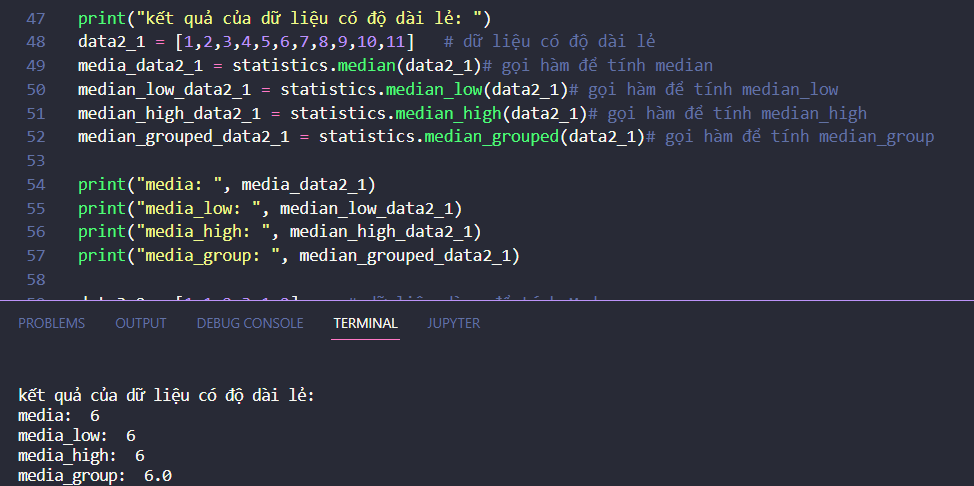 47 print("kết quả của dữ liệu có độ dài lẻ: ")
48 data2_1 = [1,2,3,4,5,6,7,8,9,10,11]   # dữ liệu có độ dài lẻ
49 media_data2_1 = statistics.median(data2_1)# gọi hàm để tính median
50 median_low_data2_1 = statistics.median_low(data2_1)# gọi hàm để tính median_low
51 median_high_data2_1 = statistics.median_high(data2_1)# gọi hàm để tính median_high
52 median_grouped_data2_1 = statistics.median_grouped(data2_1)# gọi hàm để tính median_group
53
54 print("media: ", media_data2_1)
55 print("media_low: ", median_low_data2_1)
56 print("media_high: ", median_high_data2_1)
57 print("media_group: ", median_grouped_data2_1)
58
PROBLEMS OUTPUT DEBUG CONSOLE TERMINAL JUPYTER
kết quả của dữ liệu có độ dài lẻ:
media:  6
media_low:  6
media_high:  6
media_group:  6.0